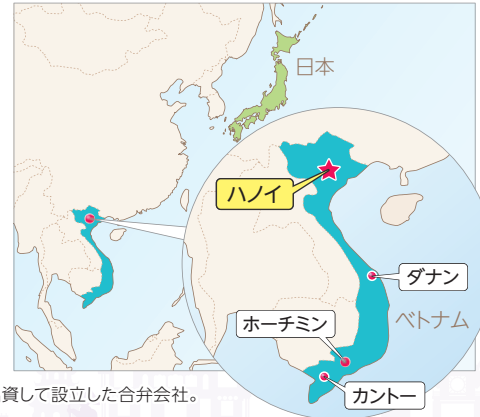 日本
ハノイ
ダナン
ベトナム
ホーチミン
カントー
資して設立した合弁会社。